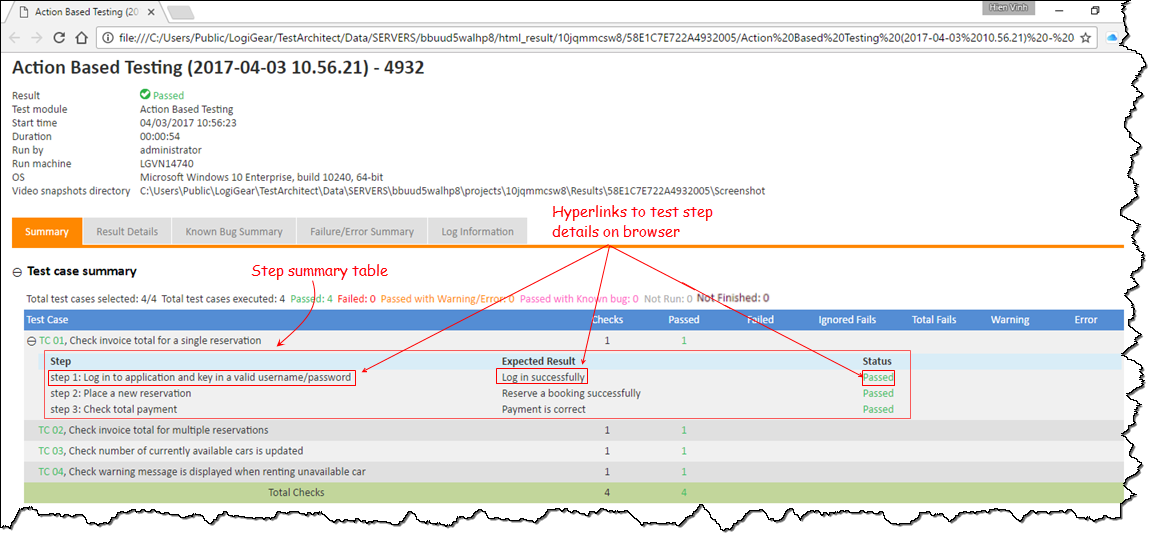 Action Based Testing (20
Hien Vinh
file:///C:/Users/Public/LogiGear/TestArchitect/Data/SERVERS/bbuud5walhp8/html_result/10jqmmcsw8/58E1C7E722A4932005/Action%20Based%20Testing%20(2017-04-03%2010.56.21)%20-%20
Action Based Testing (2017-04-03 10.56.21) - 4932
Result Passed
Test module Action Based Testing
Start time 04/03/2017 10:56:23
Duration 00:00:54
Run by administrator
Run machine LGVN14740
OS Microsoft Windows 10 Enterprise, build 10240, 64-bit
Video snapshots directory C:\Users\Public\LogiGear\TestArchitect\Data\SERVERS\bbuud5walhp8\projects\10jqmmcsw8\Results\58E1C7E722A4932005\Screenshot
Hyperlinks to test step
details on browser
Summary Result Details Known Bug Summary Failure/Error Summary Log Information
Test case summary
Step summary table
Total test cases selected: 4/4 Total test cases executed: 4 Passed: 4 Failed: 0 Passed with Warning/Error: 0 Passed with Known bug: 0 Not Run: 0 Not Finished: 0
Test Case Checks Passed Failed Ignored Fails Total Fails Warning Error
TC 01, Check invoice total for a single reservation 1 1
Step Expected Result Status
step 1: Log in to application and key in a valid username/password Log in successfully Passed
step 2: Place a new reservation Reserve a booking successfully Passed
step 3: Check total payment Payment is correct Passed
TC 02, Check invoice total for multiple reservations 1 1
TC 03, Check number of currently available cars is updated 1 1
TC 04, Check warning message is displayed when renting unavailable car 1 1
Total Checks 4 4